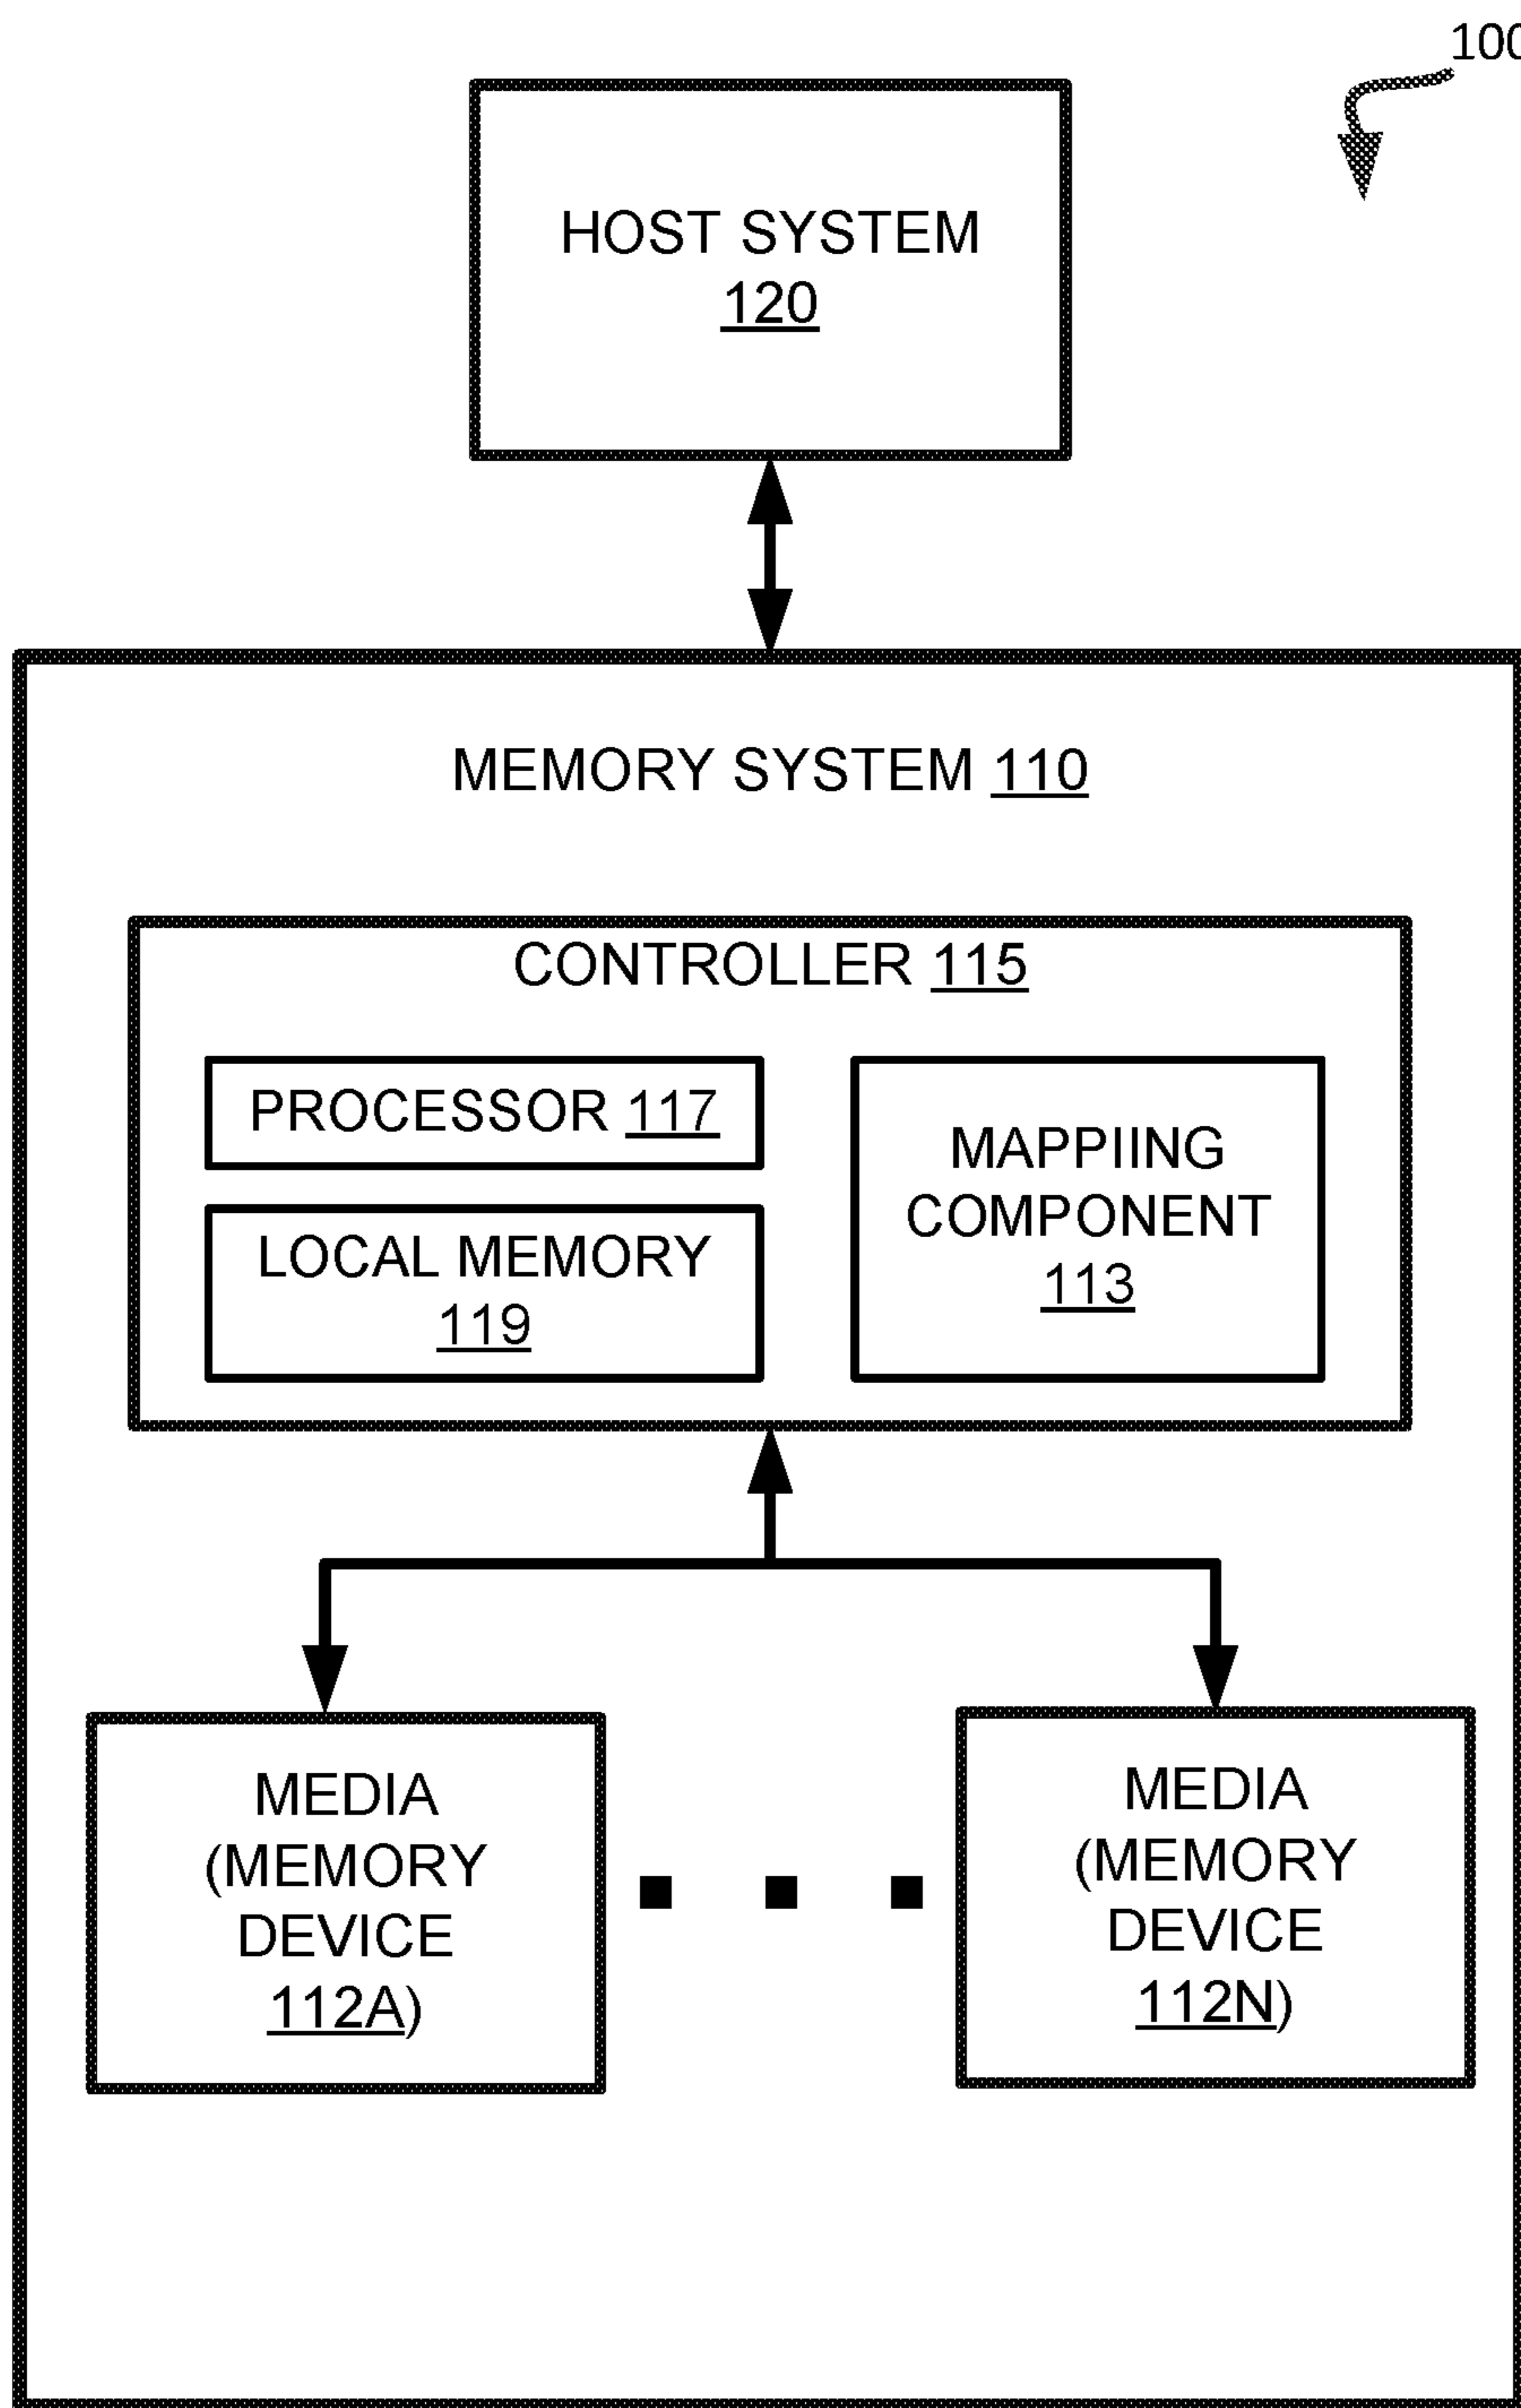 100
HOST SYSTEM
120
MEMORY SYSTEM 110
CONTROLLER 115
PROCESSOR 117
LOCAL MEMORY
119
MAPPIING
COMPONENT
113
MEDIA
(MEMORY
DEVICE
112A)
MEDIA
(MEMORY
DEVICE
112N)